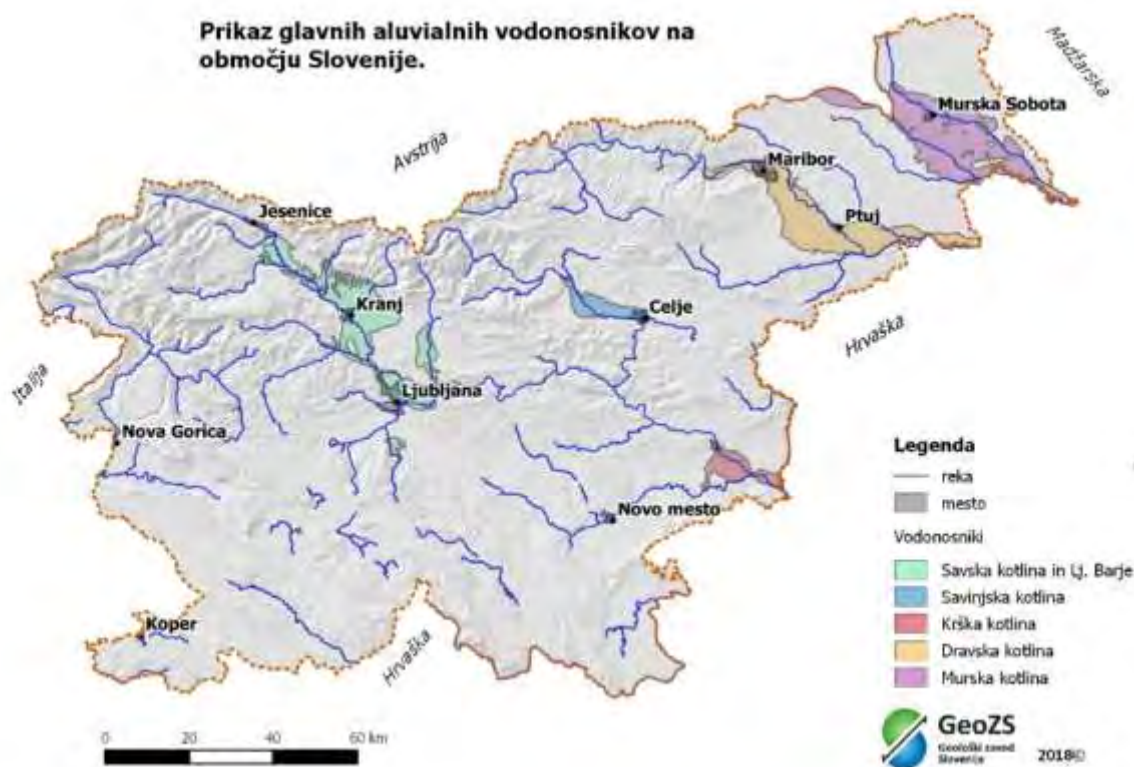 Prikaz glavnih aluvialnih vodonosnikov na
območju Slovenije.
Madžarska
Murska Sobota
Avstrija
Maribor
Jesenice
Ptuj
Kranj
Celje
Hrvaška
Italija
Ljubljana
Nova Gorica
Novo mesto
Koper
Hrvaška
Legenda
reka
mesto
Vodonosniki
Savska kotlina in Lj. Barje
Savinjska kotlina
Krška kotlina
Dravska kotlina
Murska kotlina
0 20 40 60 km
GeoZS
Geološki zavod
Slovenije
2018